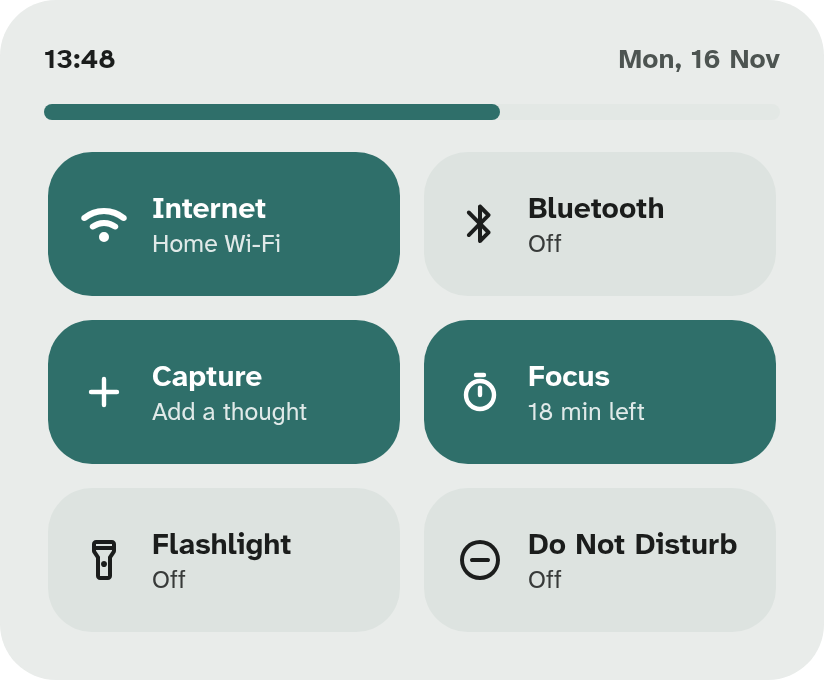 13:48
Mon, 16 Nov
Internet
Home Wi-Fi
Bluetooth
Off
Capture
Add a thought
Focus
18 min left
Flashlight
Off
Do Not Disturb
Off